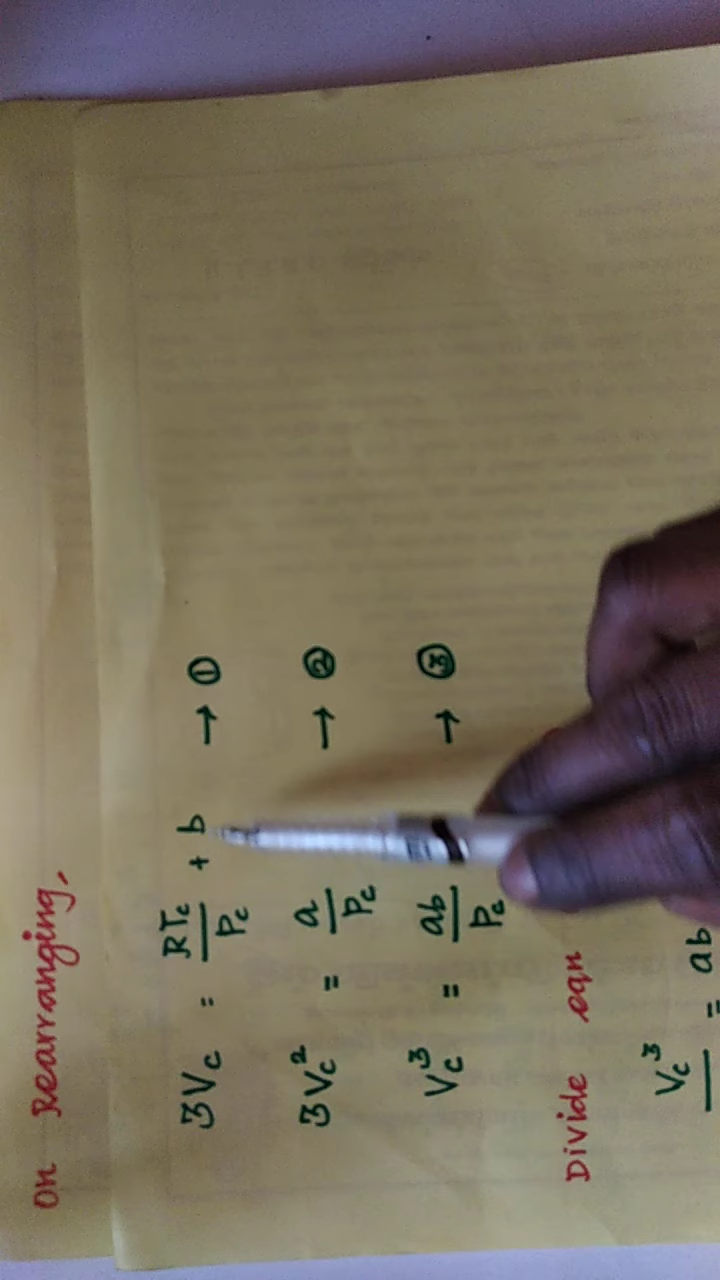 On Rearranging,
3Vc = RTc/Pc + b → ①
3Vc² = a/Pc → ②
Vc³ = ab/Pc → ③
Divide eqn
Vc³ = ab